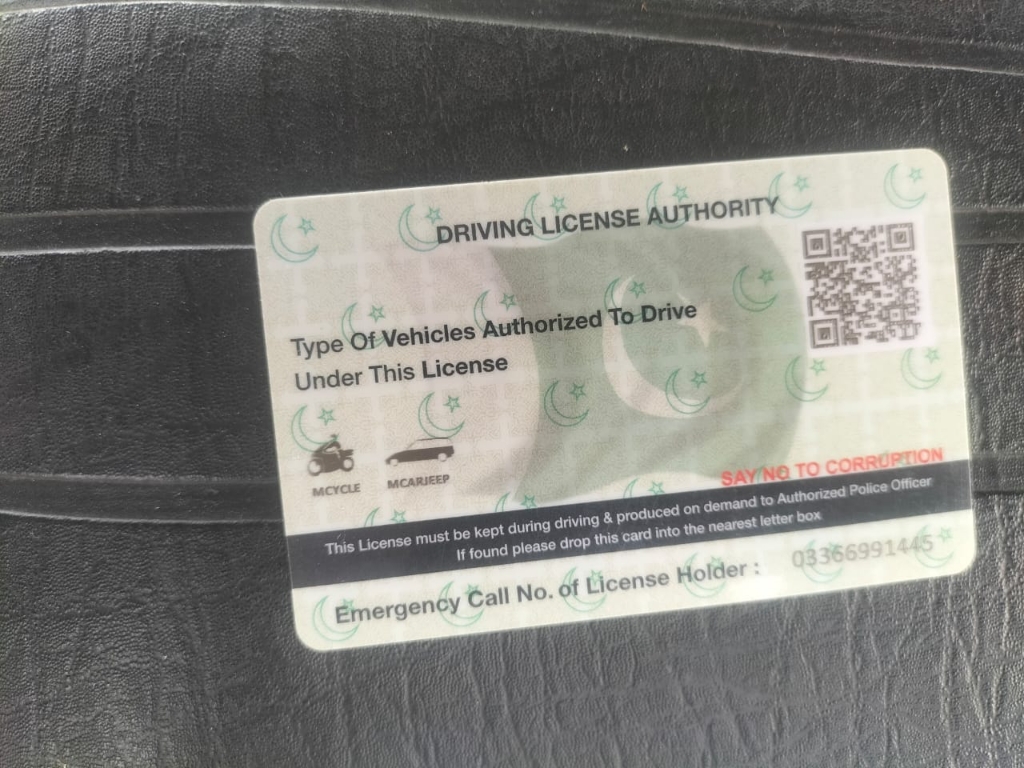 DRIVING LICENSE AUTHORITY
Type Of Vehicles Authorized To Drive
Under This License
MCYCLE MCARJEEP
SAY NO TO CORRUPTION
This License must be kept during driving & produced on demand to Authorized Police Officer
If found please drop this card into the nearest letter box
Emergency Call No. of License Holder : 03366991445